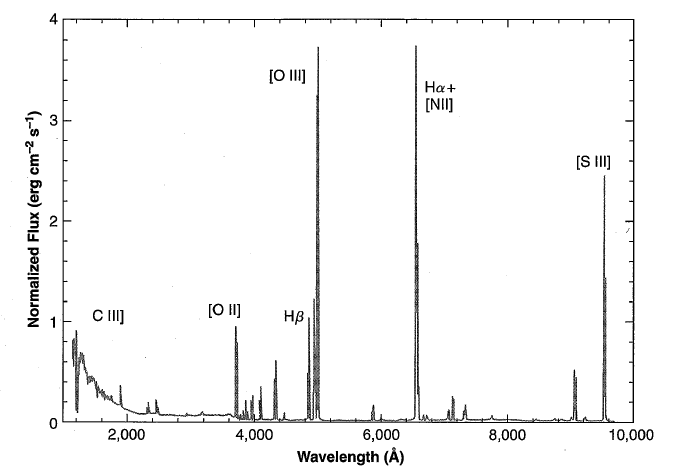 4
3
2
1
0
Normalized Flux (erg cm⁻² s⁻¹)
[O III]
Hα+
[NII]
[S III]
C III]
[O II]
Hβ
2,000
4,000
6,000
8,000
10,000
Wavelength (Å)